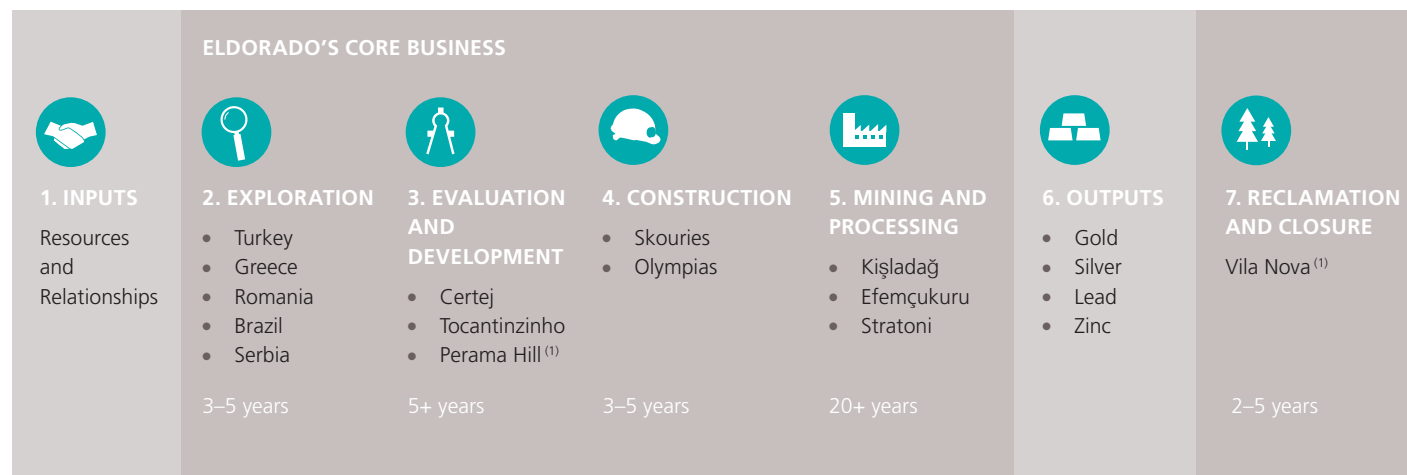 ELDORADO’S CORE BUSINESS
1. INPUTS
Resources
and
Relationships
2. EXPLORATION
• Turkey
• Greece
• Romania
• Brazil
• Serbia
3–5 years
3. EVALUATION
AND
DEVELOPMENT
• Certej
• Tocantinzinho
• Perama Hill (1)
5+ years
4. CONSTRUCTION
• Skouries
• Olympias
3–5 years
5. MINING AND
PROCESSING
• Kişladağ
• Efemçukuru
• Stratoni
20+ years
6. OUTPUTS
• Gold
• Silver
• Lead
• Zinc
7. RECLAMATION
AND CLOSURE
Vila Nova (1)
2–5 years